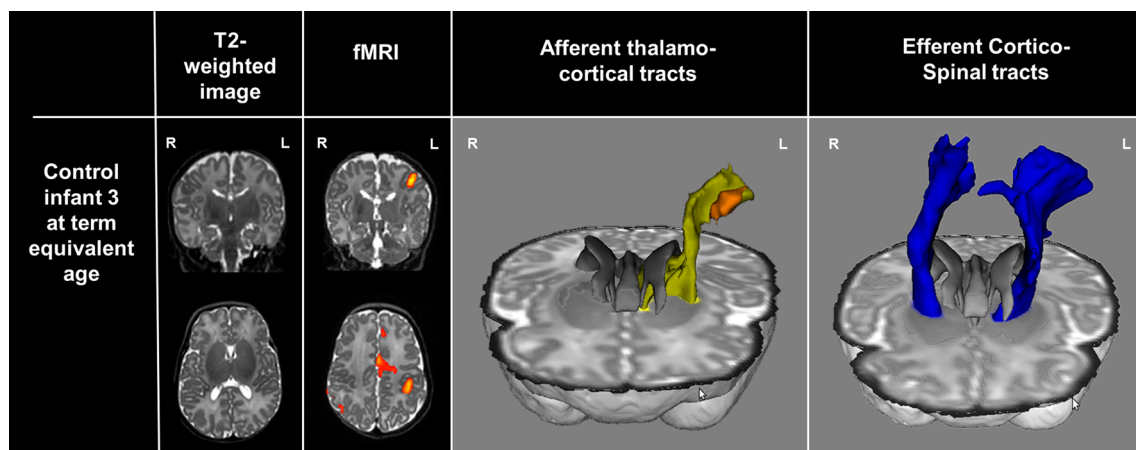 T2-
weighted
image
fMRI
Afferent thalamo-
cortical tracts
Efferent Cortico-
Spinal tracts
Control
infant 3
at term
equivalent
age
R L
R L
R L
R L